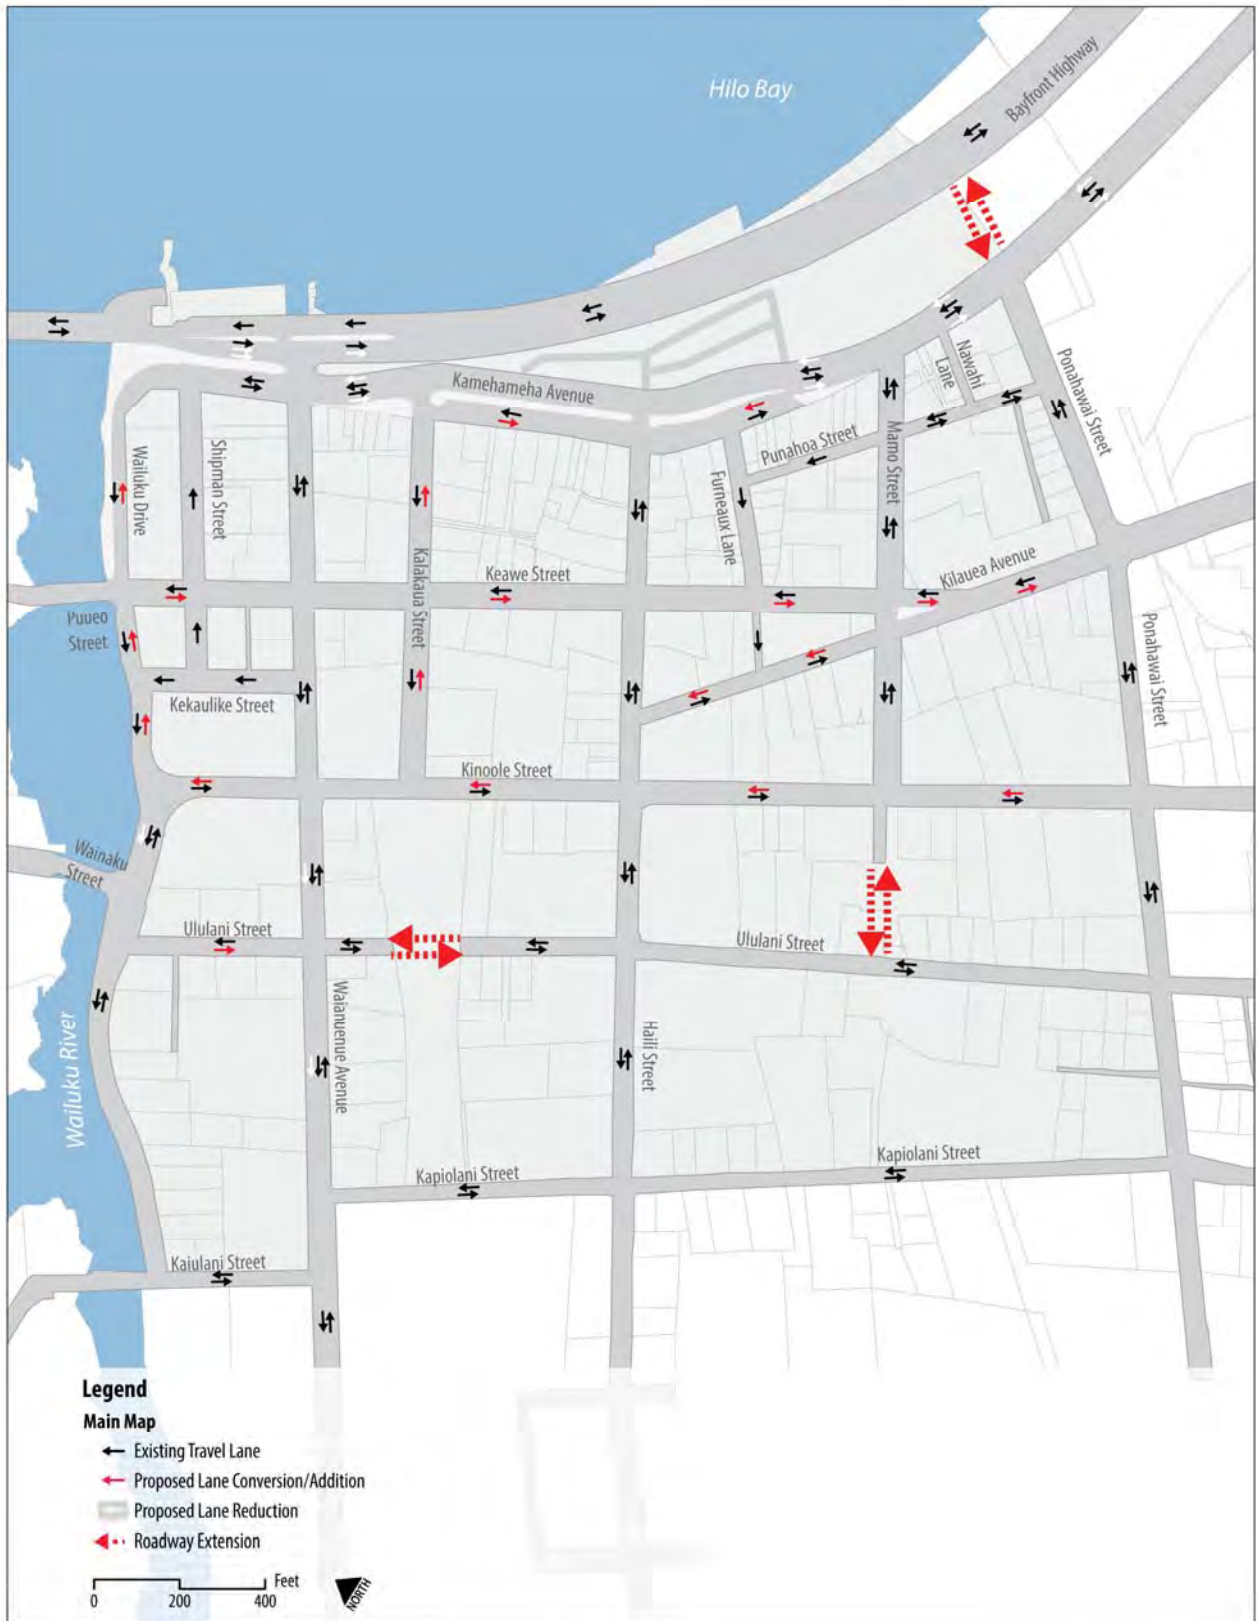 Hilo Bay
Bayfront Highway
Kamehameha Avenue
Nawahi
Lane
Ponahawai Street
Wailuku Drive
Shipman Street
Punahoa Street
Mamo Street
Furneaux Lane
Kalakaua Street
Keawe Street
Kilauea Avenue
Puueo
Street
Ponahawai Street
Kekaulike Street
Kinoole Street
Wainaku
Street
Ululani Street
Ululani Street
Wailuku River
Waianuenue Avenue
Haili Street
Kapiolani Street
Kapiolani Street
Kaiulani Street
Legend
Main Map
Existing Travel Lane
Proposed Lane Conversion/Addition
Proposed Lane Reduction
Roadway Extension
Feet
0 200 400
NORTH